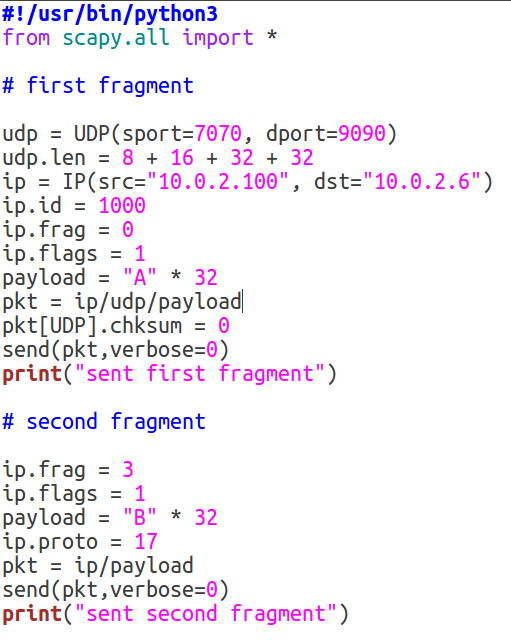 #!/usr/bin/python3
from scapy.all import *
# first fragment
udp = UDP(sport=7070, dport=9090)
udp.len = 8 + 16 + 32 + 32
ip = IP(src="10.0.2.100", dst="10.0.2.6")
ip.id = 1000
ip.frag = 0
ip.flags = 1
payload = "A" * 32
pkt = ip/udp/payload
pkt[UDP].chksum = 0
send(pkt,verbose=0)
print("sent first fragment")
# second fragment
ip.frag = 3
ip.flags = 1
payload = "B" * 32
ip.proto = 17
pkt = ip/payload
send(pkt,verbose=0)
print("sent second fragment")